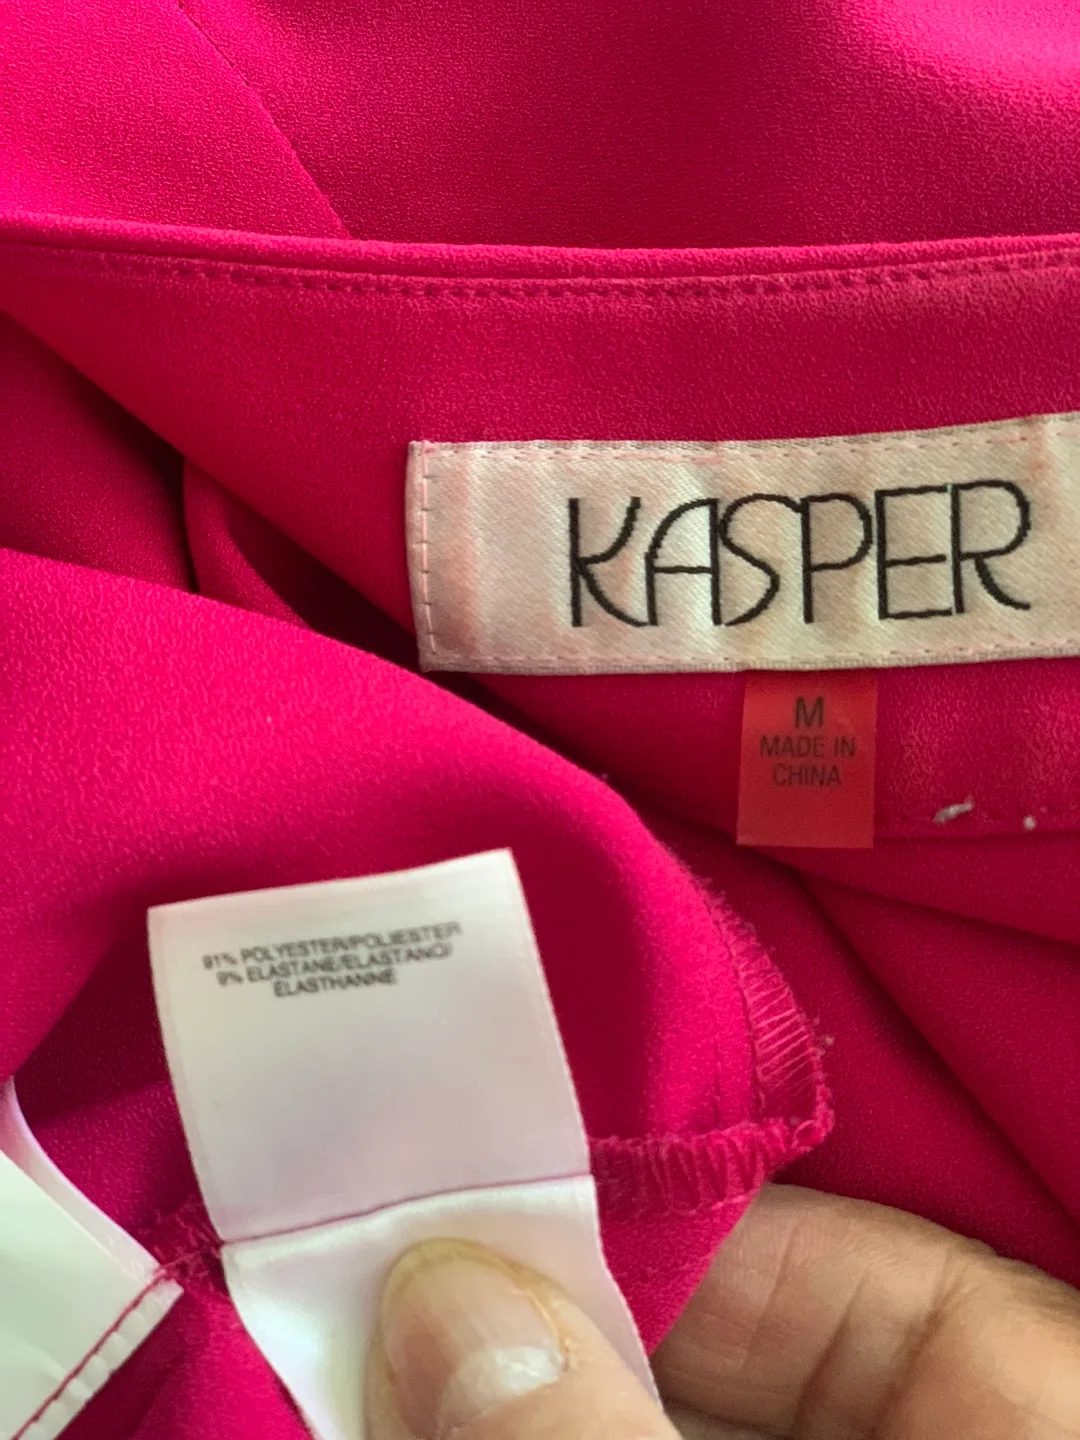 KASPER
M
MADE IN
CHINA
91% POLYESTER/POLIESTER
9% ELASTANE/ELASTANO/
ELASTHANNE